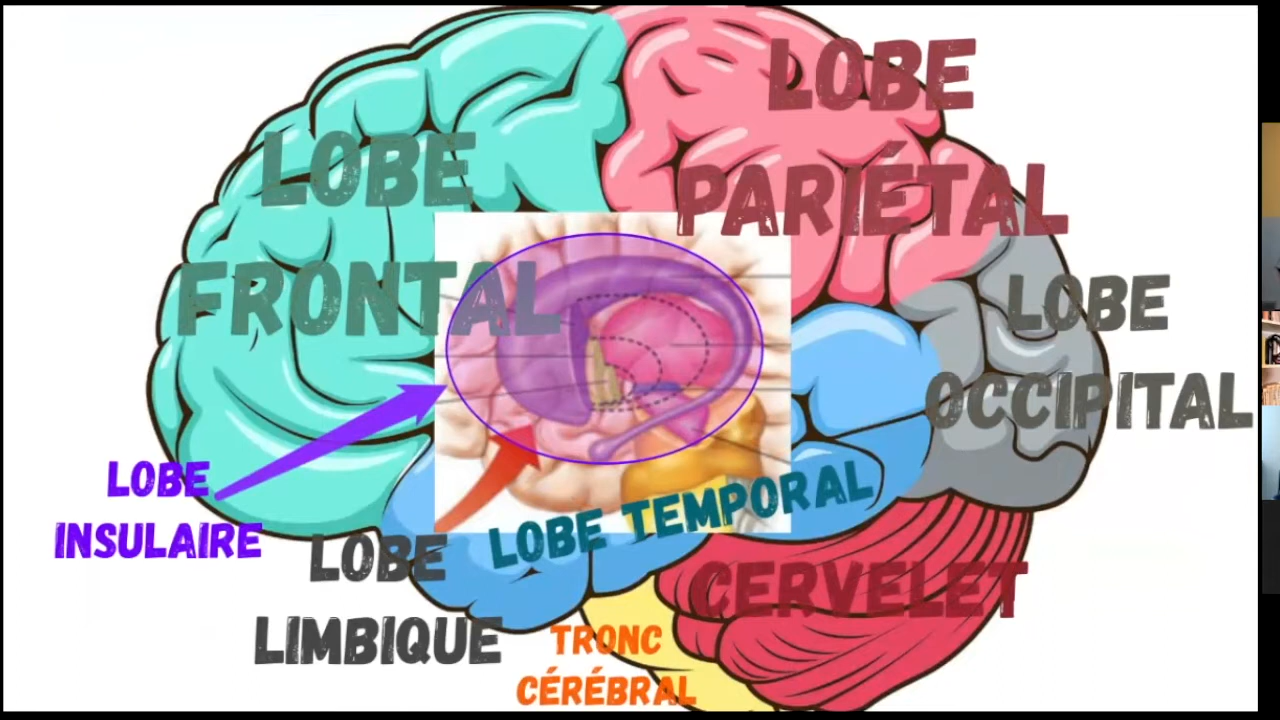 LOBE
PARIÉTAL
LOBE
FRONTAL
LOBE
OCCIPITAL
LOBE
INSULAIRE
LOBE TEMPORAL
LOBE
LIMBIQUE
CERVELET
TRONC
CÉRÉBRAL